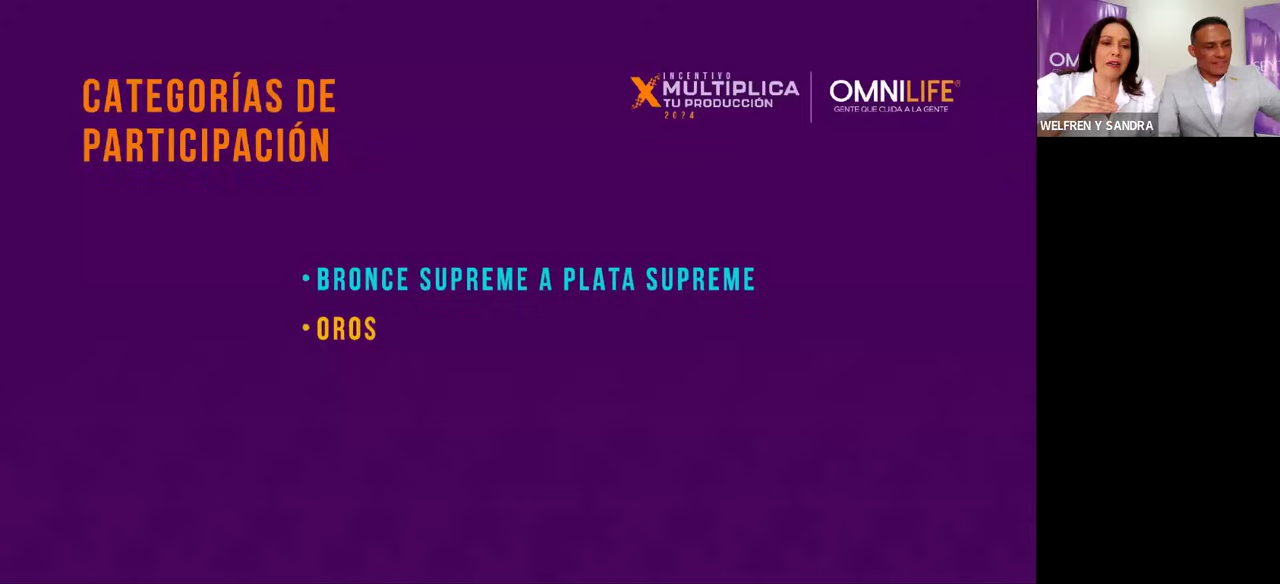 CATEGORÍAS DE
PARTICIPACIÓN
INCENTIVO
MULTIPLICA
TU PRODUCCIÓN
2024
OMNILIFE
GENTE QUE CUIDA A LA GENTE
• BRONCE SUPREME A PLATA SUPREME
• OROS
WELFREN Y SANDRA